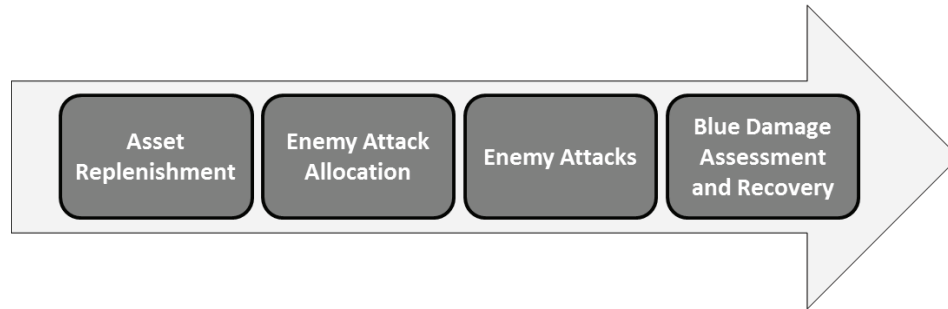 Asset
Replenishment
Enemy Attack
Allocation
Enemy Attacks
Blue Damage
Assessment
and Recovery